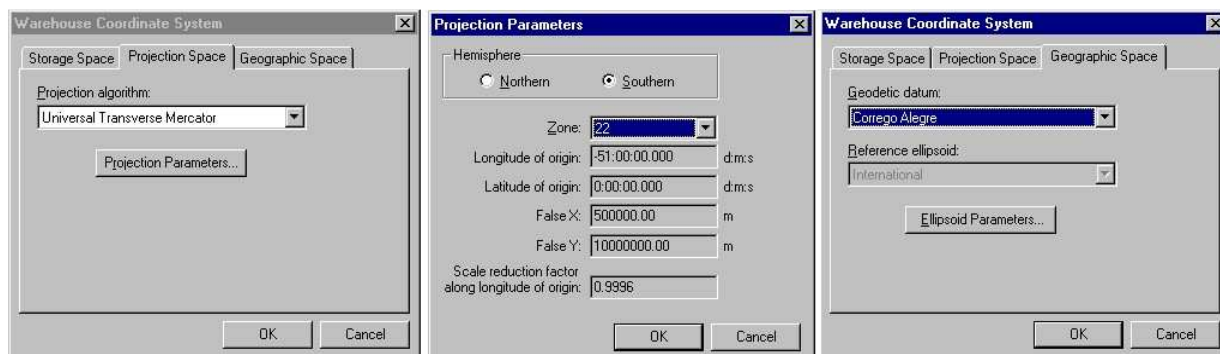 Warehouse Coordinate System
Storage Space Projection Space Geographic Space
Projection algorithm:
Universal Transverse Mercator
Projection Parameters...
OK Cancel
Projection Parameters
Hemisphere
Northern Southern
Zone: 22
Longitude of origin: -51:00:00.000 d:m:s
Latitude of origin: 0:00:00.000 d:m:s
False X: 500000.00 m
False Y: 10000000.00 m
Scale reduction factor
along longitude of origin: 0.9996
OK Cancel
Warehouse Coordinate System
Storage Space Projection Space Geographic Space
Geodetic datum:
Corrego Alegre
Reference ellipsoid:
International
Ellipsoid Parameters...
OK Cancel